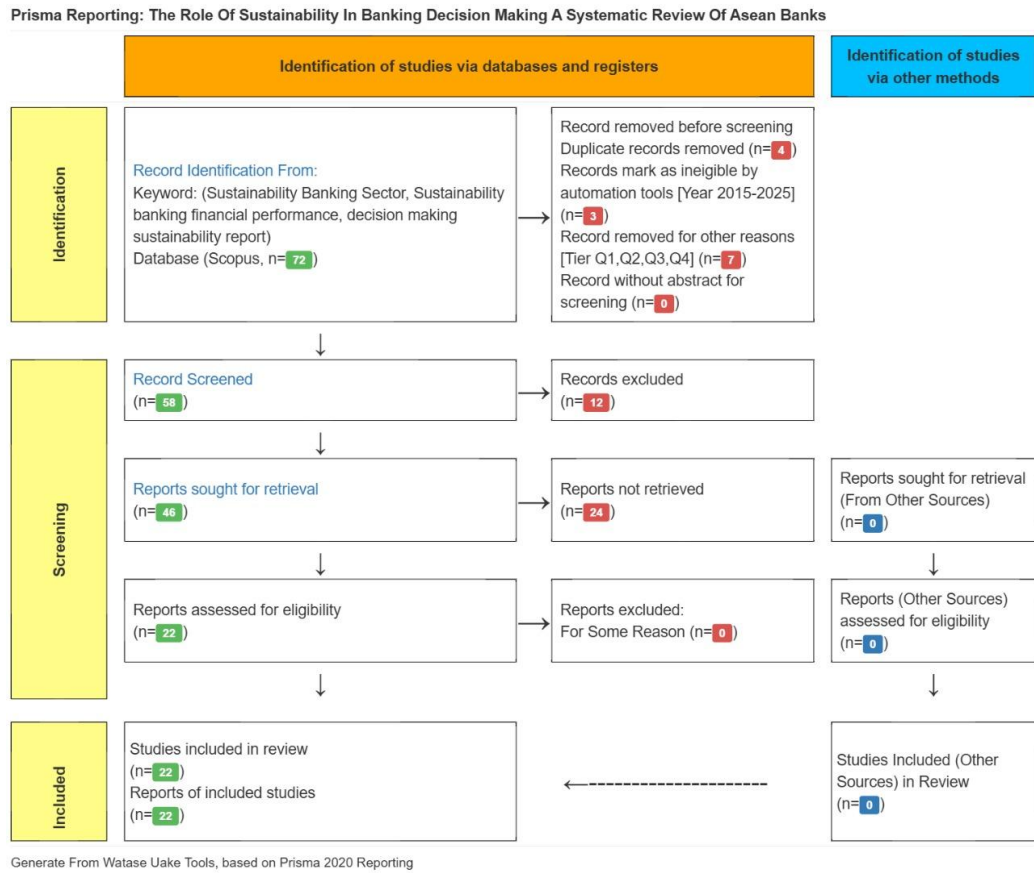 Prisma Reporting: The Role Of Sustainability In Banking Decision Making A Systematic Review Of Asean Banks
Identification of studies via databases and registers
Identification of studies
via other methods
Identification
Record Identification From:
Keyword: (Sustainability Banking Sector, Sustainability
banking financial performance, decision making
sustainability report)
Database (Scopus, n= 72 )
Record removed before screening
Duplicate records removed (n= 4 )
Records mark as ineigible by
automation tools [Year 2015-2025]
(n= 3 )
Record removed for other reasons
[Tier Q1,Q2,Q3,Q4] (n= 7 )
Record without abstract for
screening (n= 0 )
Screening
Record Screened
(n= 58 )
Records excluded
(n= 12 )
Reports sought for retrieval
(n= 46 )
Reports not retrieved
(n= 24 )
Reports sought for retrieval
(From Other Sources)
(n= 0 )
Reports assessed for eligibility
(n= 22 )
Reports excluded:
For Some Reason (n= 0 )
Reports (Other Sources)
assessed for eligibility
(n= 0 )
Included
Studies included in review
(n= 22 )
Reports of included studies
(n= 22 )
Studies Included (Other
Sources) in Review
(n= 0 )
Generate From Watase Uake Tools, based on Prisma 2020 Reporting